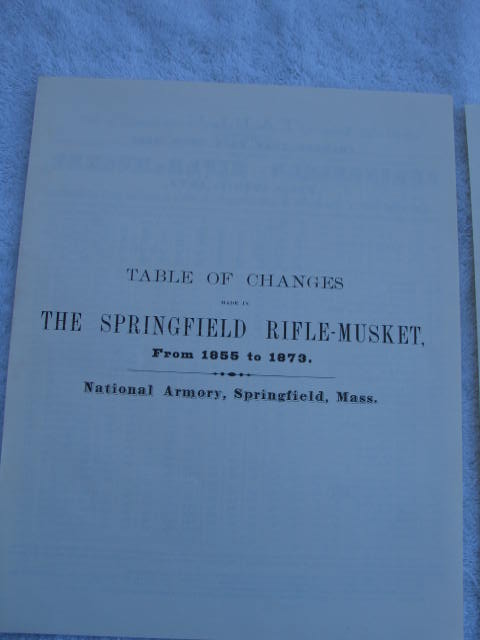 TABLE OF CHANGES
MADE IN
THE SPRINGFIELD RIFLE-MUSKET,
From 1855 to 1873.
National Armory, Springfield, Mass.